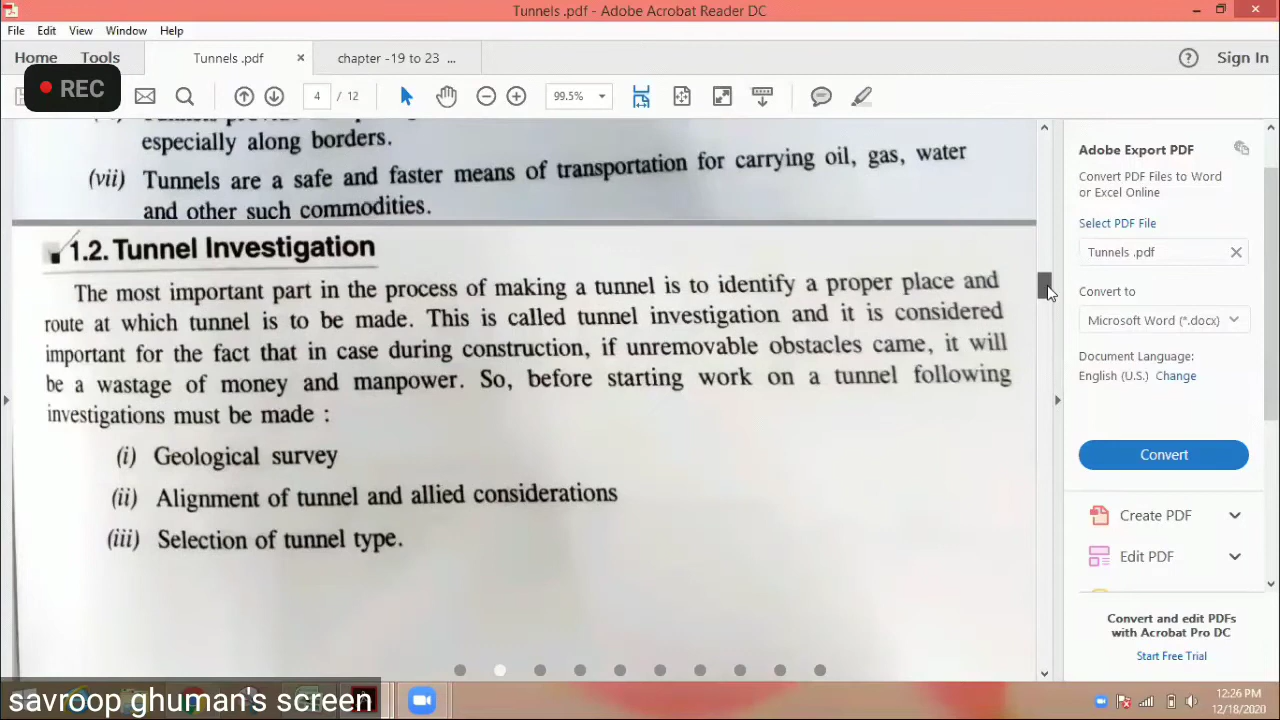 Tunnels .pdf - Adobe Acrobat Reader DC
File Edit View Window Help
Home Tools Tunnels .pdf × chapter -19 to 23 ... Sign In
REC 4 / 12 99.5%
especially along borders.
(vii) Tunnels are a safe and faster means of transportation for carrying oil, gas, water
and other such commodities.
1.2. Tunnel Investigation
The most important part in the process of making a tunnel is to identify a proper place and
route at which tunnel is to be made. This is called tunnel investigation and it is considered
important for the fact that in case during construction, if unremovable obstacles came, it will
be a wastage of money and manpower. So, before starting work on a tunnel following
investigations must be made :
(i) Geological survey
(ii) Alignment of tunnel and allied considerations
(iii) Selection of tunnel type.
Adobe Export PDF
Convert PDF Files to Word
or Excel Online
Select PDF File
Tunnels .pdf
Convert to
Microsoft Word (*.docx)
Document Language:
English (U.S.) Change
Convert
Create PDF
Edit PDF
Convert and edit PDFs
with Acrobat Pro DC
Start Free Trial
savroop ghuman's screen
12:26 PM
12/18/2020